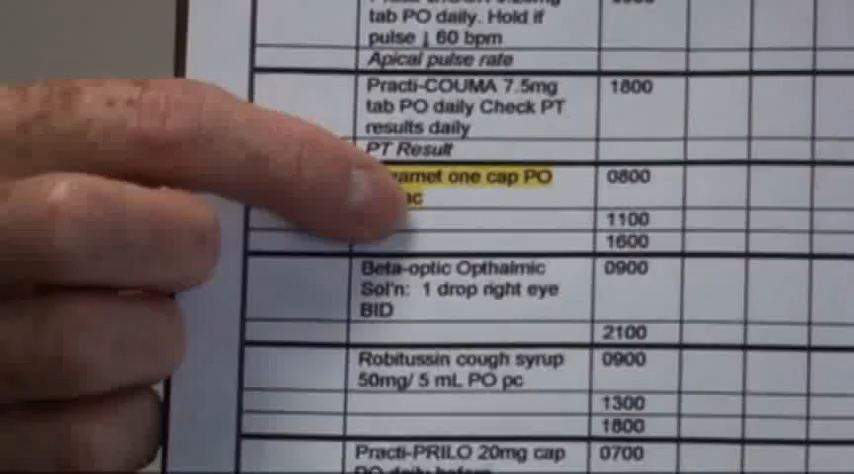 tab PO daily. Hold if
pulse ↓ 60 bpm
Apical pulse rate
Practi-COUMA 7.5mg 1800
tab PO daily Check PT
results daily
PT Result
one cap PO 0800
1100
1600
Beta-optic Opthalmic 0900
Sol'n: 1 drop right eye
BID
2100
Robitussin cough syrup 0900
50mg/ 5 mL PO pc
1300
1800
Practi-PRILO 20mg cap 0700
PO daily before